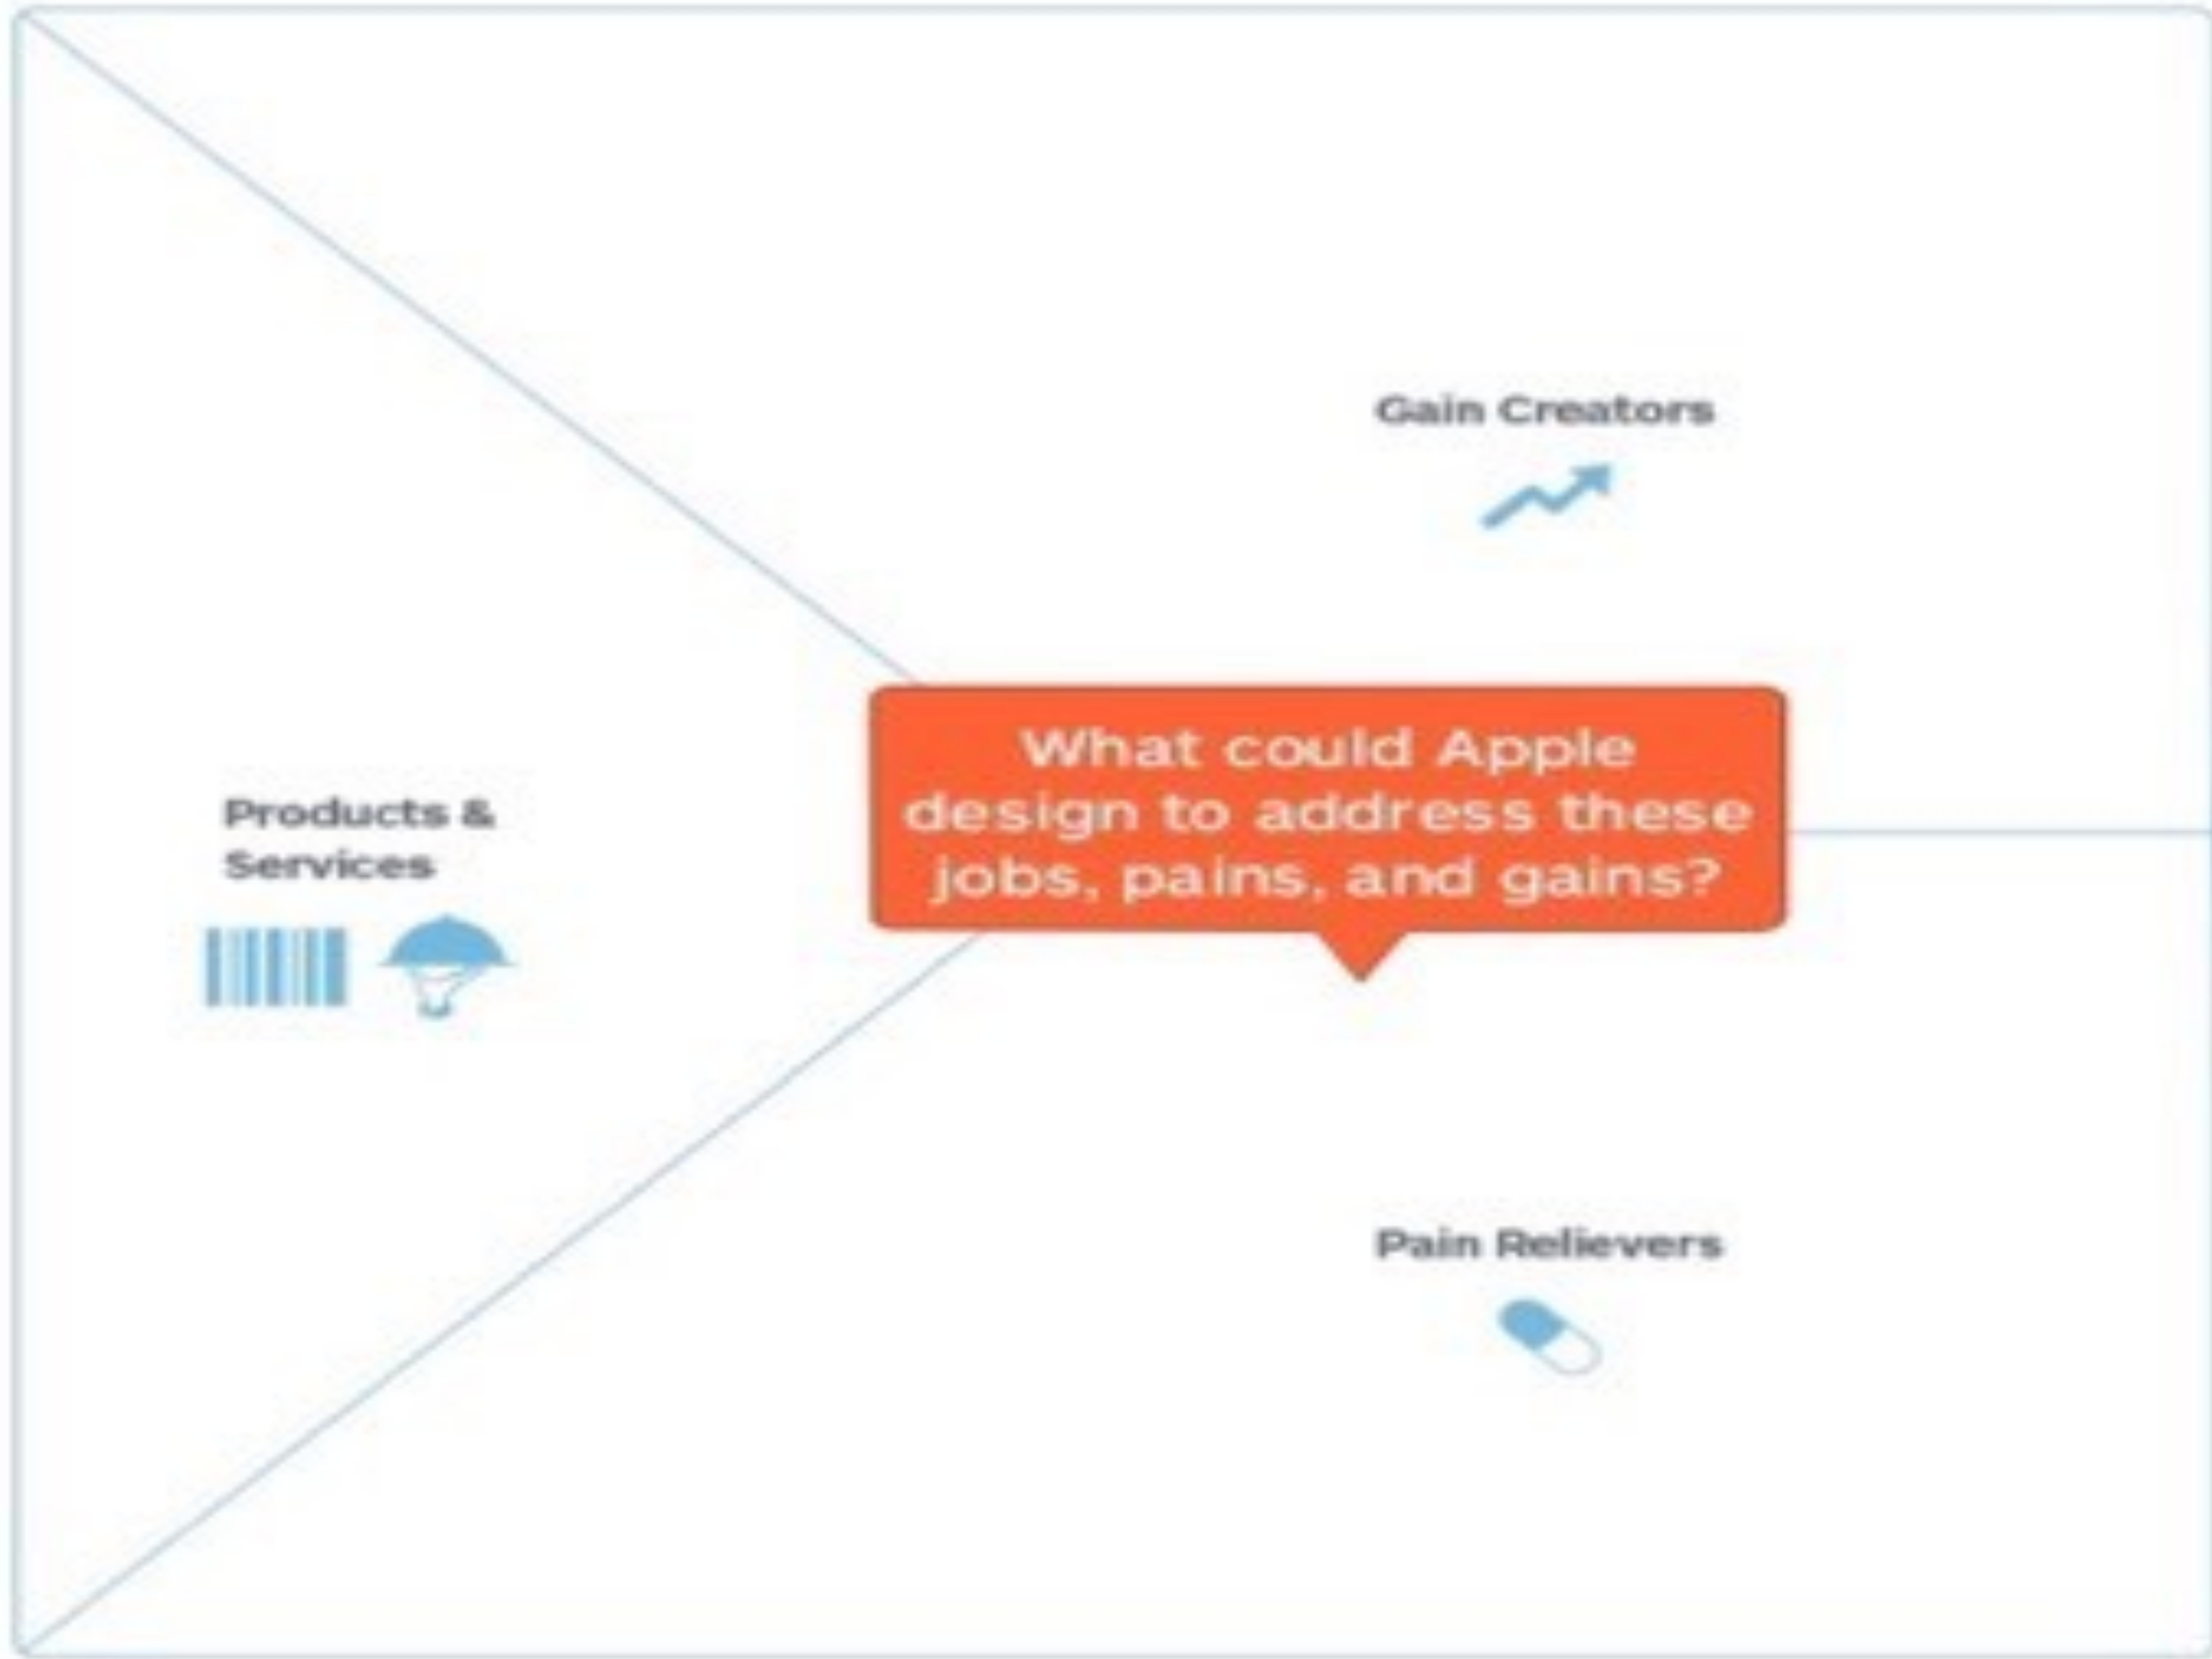 Gain Creators
What could Apple
design to address these
jobs, pains, and gains?
Products &
Services
Pain Relievers